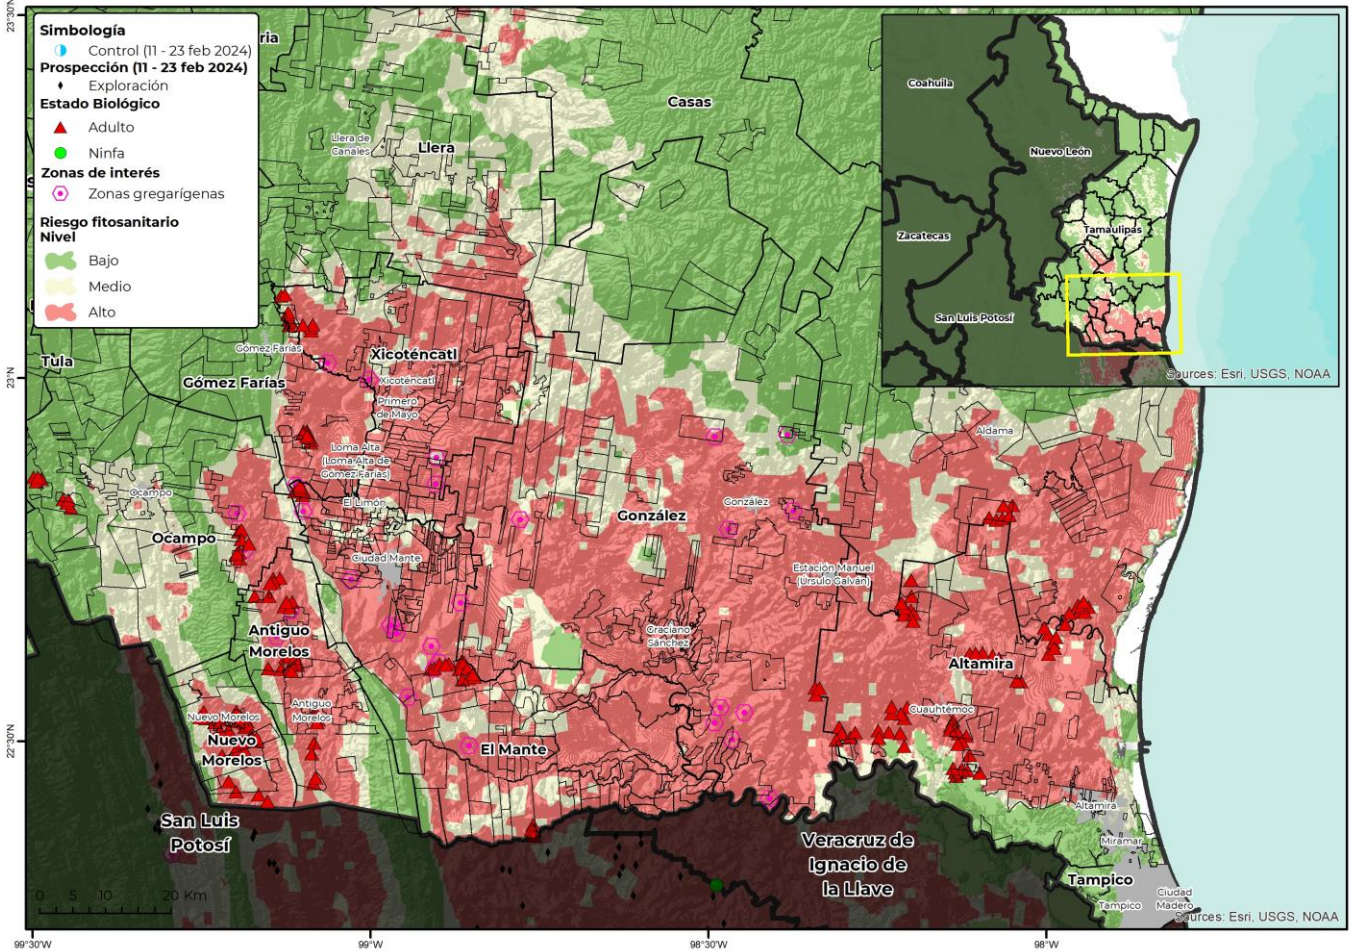 Simbología
Control (11 - 23 feb 2024)
Prospección (11 - 23 feb 2024)
Exploración
Estado Biológico
Adulto
Ninfa
Zonas de interés
Zonas gregarígenas
Riesgo fitosanitario
Nivel
Bajo
Medio
Alto
ria
Casas
Llera de
Canales
Llera
Coahuila
Nuevo León
Tamaulipas
Zacatecas
San Luis Potosí
Sources: Esri, USGS, NOAA
Tula
Gómez Farías
Gómez Farías
Xicoténcatl
Xicoténcatl
Primero
de Mayo
Loma Alta
(Loma Alta de
Gómez Farías)
El Limón
Ocampo
Ocampo
Ciudad Mante
González
González
Aldama
Estación Manuel
(Úrsulo Galván)
Graciano
Sánchez
Antiguo
Morelos
Antiguo
Morelos
Nuevo Morelos
Nuevo
Morelos
El Mante
Altamira
Cuauhtémoc
Altamira
Miramar
Tampico
Tampico
Ciudad
Madero
San Luis
Potosí
Veracruz de
Ignacio de
la Llave
0 5 10 20 Km
Sources: Esri, USGS, NOAA
23°30'N
23°N
22°30'N
99°30'W
99°W
98°30'W
98°W